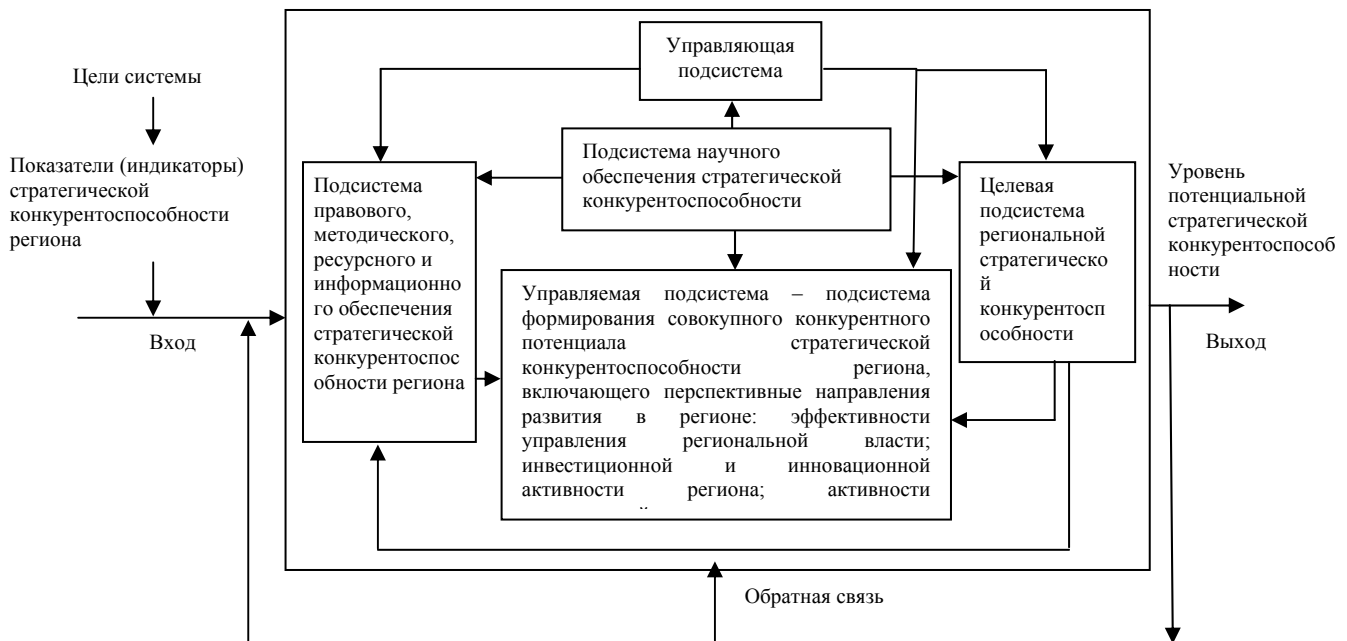 Управляющая
подсистема
Цели системы
Показатели (индикаторы)
стратегической
конкурентоспособности
региона
Вход
Подсистема научного
обеспечения стратегической
конкурентоспособности
Подсистема
правового,
методического,
ресурсного и
информационно
го обеспечения
стратегической
конкурентоспос
обности региона
Целевая
подсистема
региональной
стратегическо
й
конкурентосп
особности
Уровень
потенциальной
стратегической
конкурентоспособ
ности
Выход
Управляемая подсистема – подсистема
формирования совокупного конкурентного
потенциала стратегической
конкурентоспособности региона,
включающего перспективные направления
развития в регионе: эффективности
управления региональной власти;
инвестиционной и инновационной
активности региона; активности
Обратная связь